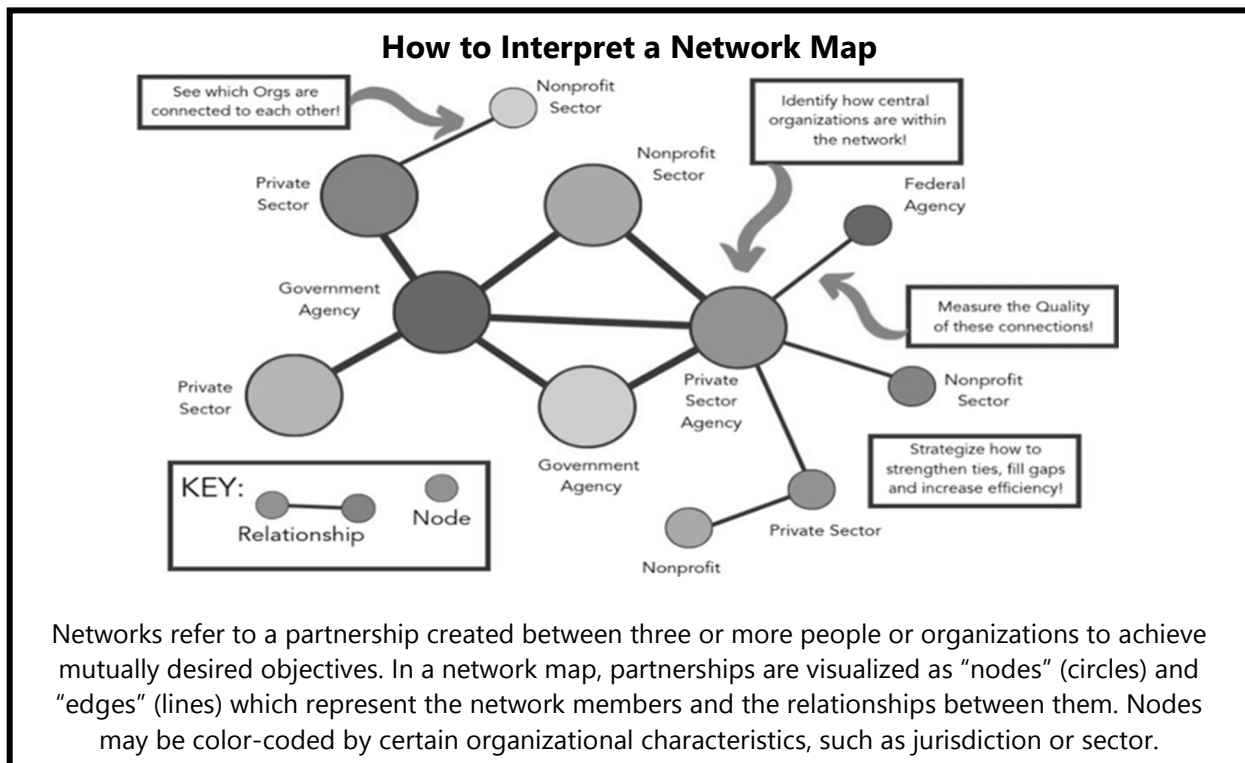 How to Interpret a Network Map
See which Orgs are
connected to each other!
Nonprofit
Sector
Identify how central
organizations are within
the network!
Nonprofit
Sector
Private
Sector
Federal
Agency
Government
Agency
Measure the Quality
of these connections!
Private
Sector
Private
Sector
Agency
Nonprofit
Sector
Government
Agency
Strategize how to
strengthen ties, fill gaps
and increase efficiency!
KEY:
Relationship
Node
Private Sector
Nonprofit
Networks refer to a partnership created between three or more people or organizations to achieve
mutually desired objectives. In a network map, partnerships are visualized as “nodes” (circles) and
“edges” (lines) which represent the network members and the relationships between them. Nodes
may be color-coded by certain organizational characteristics, such as jurisdiction or sector.